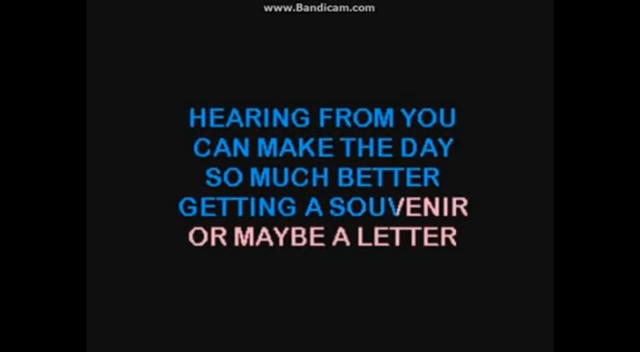 www.Bandicam.com
HEARING FROM YOU
CAN MAKE THE DAY
SO MUCH BETTER
GETTING A SOUVENIR
OR MAYBE A LETTER